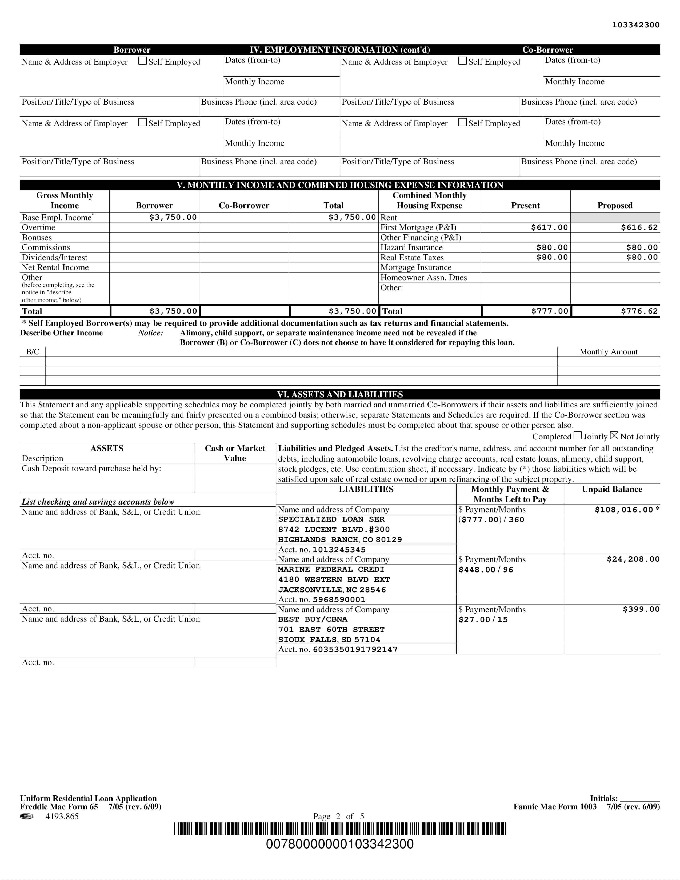 103342300
Borrower IV. EMPLOYMENT INFORMATION (cont'd) Co-Borrower
Name & Address of Employer Self Employed Dates (from-to) Name & Address of Employer Self Employed Dates (from-to)
Monthly Income Monthly Income
Position/Title/Type of Business Business Phone (incl. area code) Position/Title/Type of Business Business Phone (incl. area code)
Name & Address of Employer Self Employed Dates (from-to) Name & Address of Employer Self Employed Dates (from-to)
Monthly Income Monthly Income
Position/Title/Type of Business Business Phone (incl. area code) Position/Title/Type of Business Business Phone (incl. area code)
V. MONTHLY INCOME AND COMBINED HOUSING EXPENSE INFORMATION
Gross Monthly Income Borrower Co-Borrower Total Combined Monthly Housing Expense Present Proposed
Base Empl. Income* $3,750.00 $3,750.00 Rent
Overtime First Mortgage (P&I) $617.00 $616.62
Bonuses Other Financing (P&I)
Commissions Hazard Insurance $80.00 $80.00
Dividends/Interest Real Estate Taxes $80.00 $80.00
Net Rental Income Mortgage Insurance
Other Homeowner Assn. Dues
(before completing, see the Other
notice in "describe
other income," below)
Total $3,750.00 $3,750.00 Total $777.00 $776.62
* Self Employed Borrower(s) may be required to provide additional documentation such as tax returns and financial statements.
Describe Other Income Notice: Alimony, child support, or separate maintenance income need not be revealed if the
Borrower (B) or Co-Borrower (C) does not choose to have it considered for repaying this loan.
B/C Monthly Amount
VI. ASSETS AND LIABILITIES
This Statement and any applicable supporting schedules may be completed jointly by both married and unmarried Co-Borrowers if their assets and liabilities are sufficiently joined
so that the Statement can be meaningfully and fairly presented on a combined basis; otherwise, separate Statements and Schedules are required. If the Co-Borrower section was
completed about a non-applicant spouse or other person, this Statement and supporting schedules must be completed about that spouse or other person also.
Completed Jointly Not Jointly
ASSETS Cash or Market Value
Description
Cash Deposit toward purchase held by:
Liabilities and Pledged Assets. List the creditor's name, address, and account number for all outstanding
debts, including automobile loans, revolving charge accounts, real estate loans, alimony, child support,
stock pledges, etc. Use continuation sheet, if necessary. Indicate by (*) those liabilities which will be
satisfied upon sale of real estate owned or upon refinancing of the subject property.
LIABILITIES Monthly Payment & Months Left to Pay Unpaid Balance
List checking and savings accounts below
Name and address of Bank, S&L, or Credit Union
Name and address of Company $ Payment/Months $108,016.00*
SPECIALIZED LOAN SER ($777.00)/360
8742 LUCENT BLVD.#300
HIGHLANDS RANCH,CO 80129
Acct. no. 1013245345
Acct. no.
Name and address of Bank, S&L, or Credit Union
Name and address of Company $ Payment/Months $24,208.00
MARINE FEDERAL CREDI $448.00/96
4180 WESTERN BLVD EXT
JACKSONVILLE,NC 28546
Acct. no. 5968590001
Acct. no.
Name and address of Bank, S&L, or Credit Union
Name and address of Company $ Payment/Months $399.00
BEST BUY/CBNA $27.00/15
701 EAST 60TH STREET
SIOUX FALLS,SD 57104
Acct. no. 6035350191792147
Acct. no.
Uniform Residential Loan Application Initials:
Freddie Mac Form 65 7/05 (rev. 6/09) Fannie Mae Form 1003 7/05 (rev. 6/09)
4193.865 Page 2 of 5
00780000000103342300